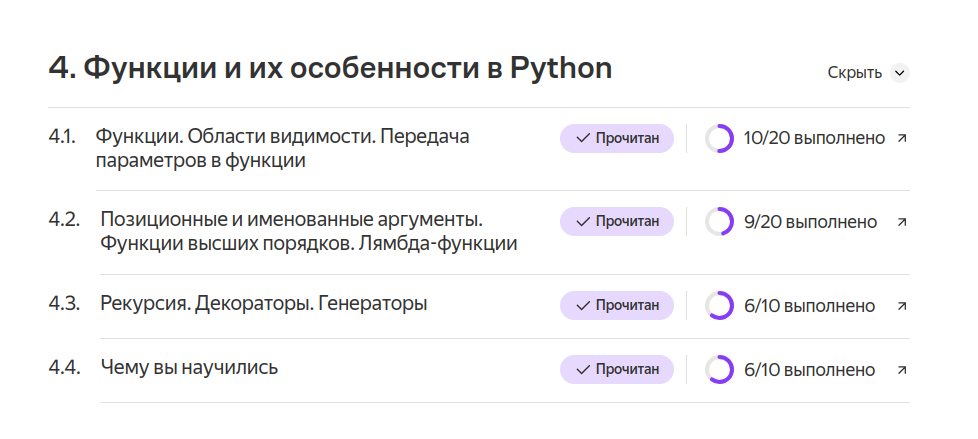 4. Функции и их особенности в Python
Скрыть
4.1. Функции. Области видимости. Передача
параметров в функции
Прочитан
10/20 выполнено
4.2. Позиционные и именованные аргументы.
Функции высших порядков. Лямбда-функции
Прочитан
9/20 выполнено
4.3. Рекурсия. Декораторы. Генераторы
Прочитан
6/10 выполнено
4.4. Чему вы научились
Прочитан
6/10 выполнено